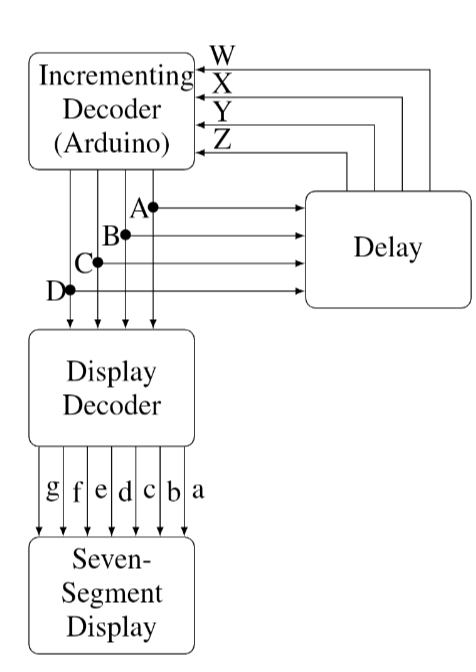 W
Incrementing
Decoder
(Arduino)
X
Y
Z
A
B
C
D
Delay
Display
Decoder
g f e d c b a
Seven-
Segment
Display